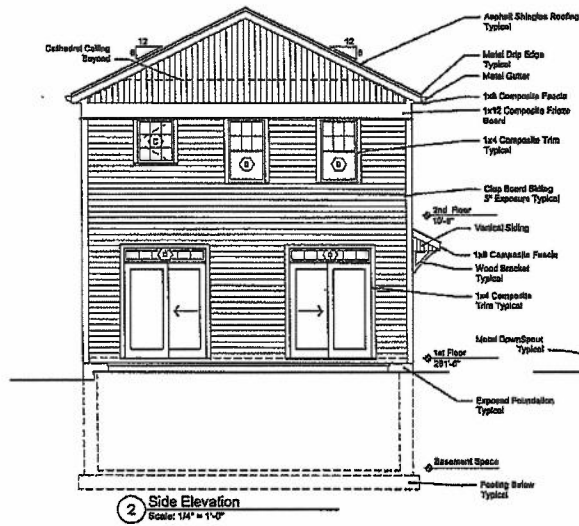 12
12
Asphalt Shingles Roofing
Typical
Cathedral Ceiling
Beyond
Metal Drip Edge
Typical
Metal Gutter
1x8 Composite Fascia
1x12 Composite Frieze
Board
1x4 Composite Trim
Typical
Clap Board Siding
5" Exposure Typical
2nd Floor
Vertical Siding
1x8 Composite Fascia
Wood Bracket
Typical
1x4 Composite
Trim Typical
Metal DownSpout
Typical
1st Floor
Exposed Foundation
Typical
Basement Space
Footing Below
Typical
2
Side Elevation
Scale: 1/4" = 1'-0"